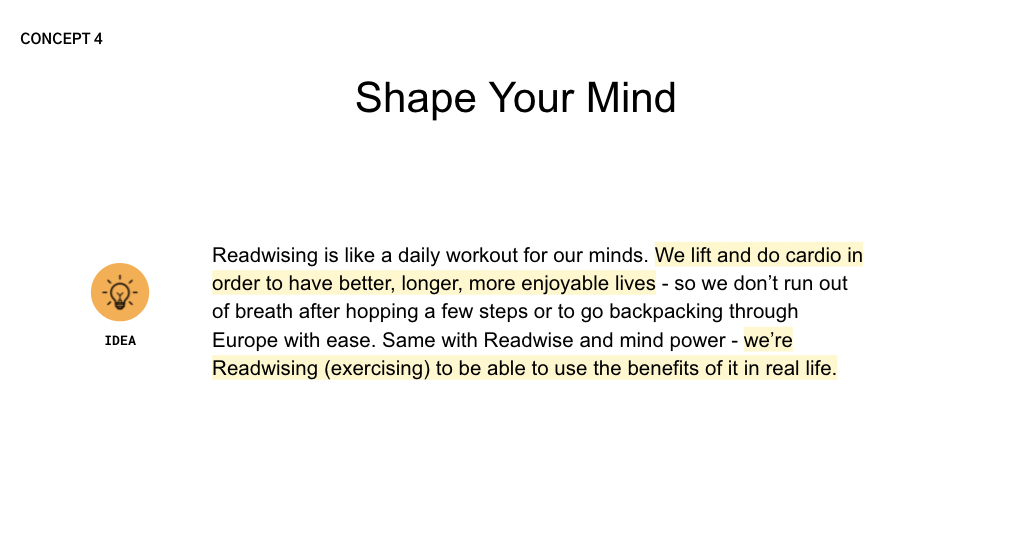 CONCEPT 4
Shape Your Mind
Readwising is like a daily workout for our minds. We lift and do cardio in
order to have better, longer, more enjoyable lives - so we don’t run out
of breath after hopping a few steps or to go backpacking through
Europe with ease. Same with Readwise and mind power - we’re
Readwising (exercising) to be able to use the benefits of it in real life.
IDEA